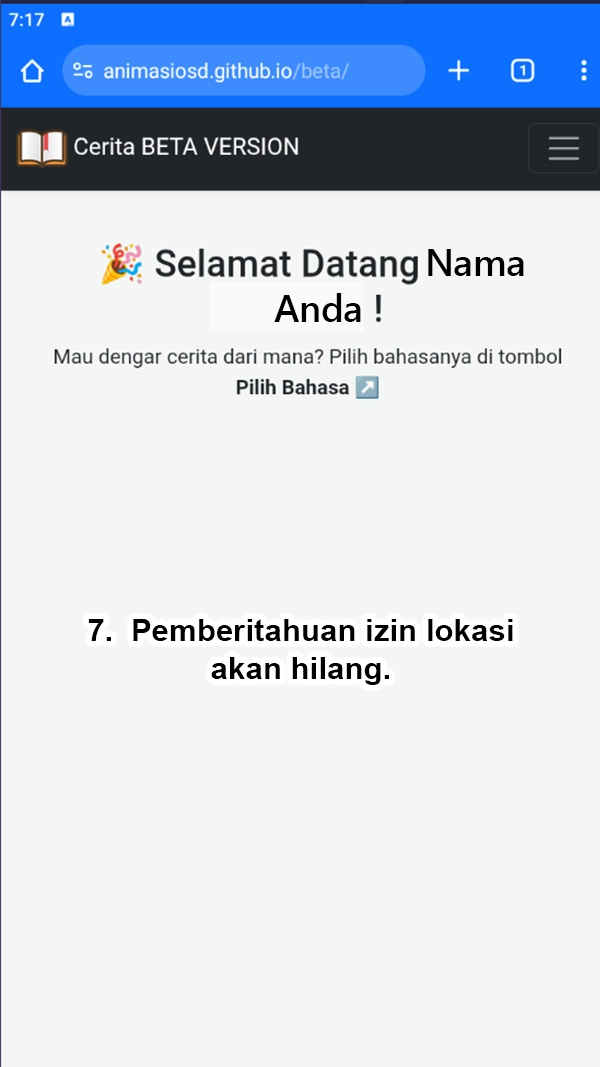 7:17 A
animasiosd.github.io/beta/ 1
Cerita BETA VERSION
Selamat Datang Nama
Anda !
Mau dengar cerita dari mana? Pilih bahasanya di tombol
Pilih Bahasa
7. Pemberitahuan izin lokasi
akan hilang.